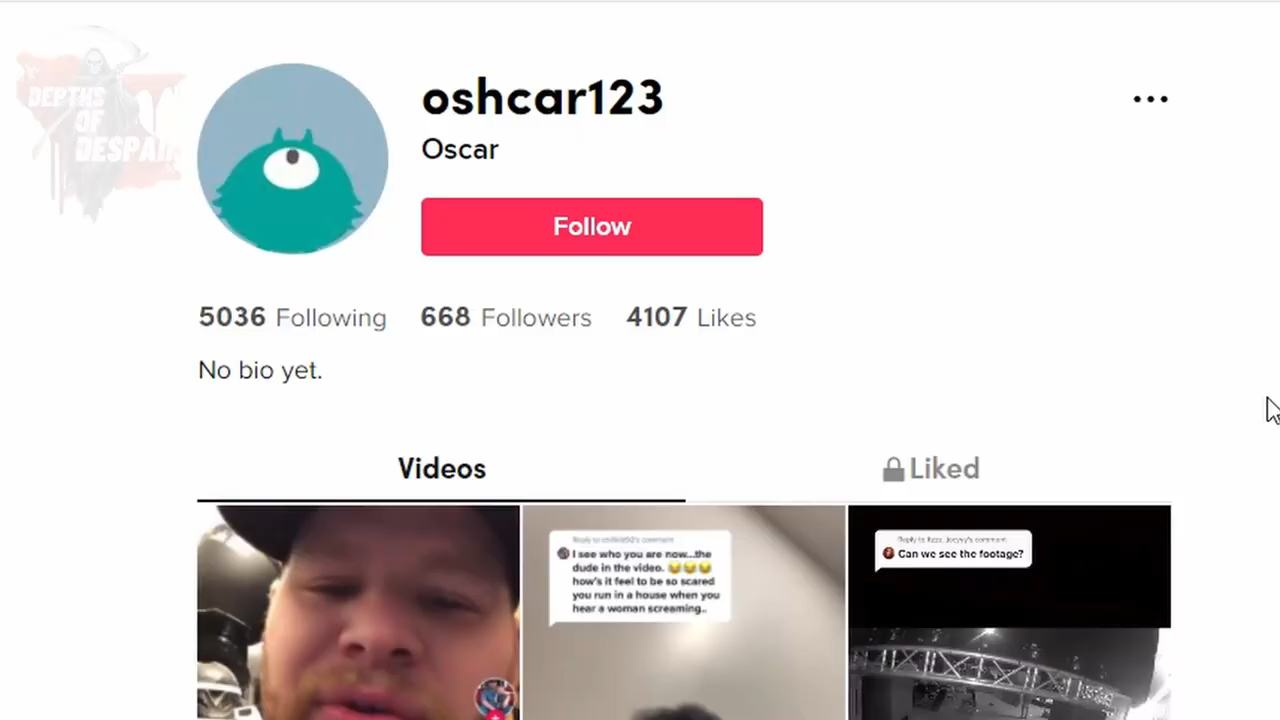 DEPTHS
OF
DESPAIR
oshcar123
Oscar
Follow
5036 Following 668 Followers 4107 Likes
No bio yet.
Videos
Liked
I see who you are now...the
dude in the video. 😂😂😂
how's it feel to be so scared
you run in a house when you
hear a woman screaming..
Can we see the footage?